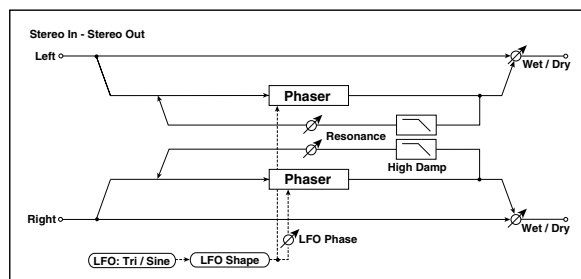 Stereo In - Stereo Out
Left
Wet / Dry
Phaser
Resonance
High Damp
Phaser
Right
Wet / Dry
LFO Phase
LFO: Tri / Sine
LFO Shape